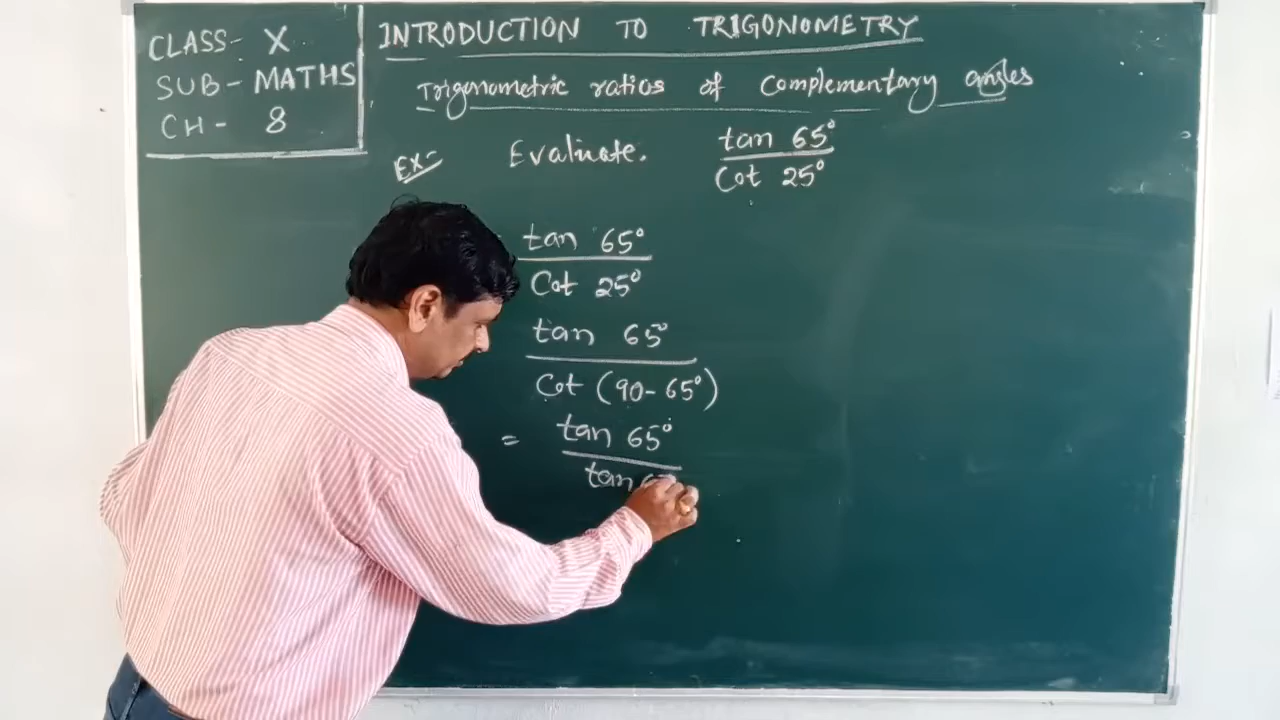 CLASS- X
SUB- MATHS
CH- 8
INTRODUCTION TO TRIGONOMETRY
Trigonometric ratios of complementary angles
EX- Evaluate. tan 65°
Cot 25°
tan 65°
Cot 25°
tan 65°
Cot (90-65°)
= tan 65°
tan